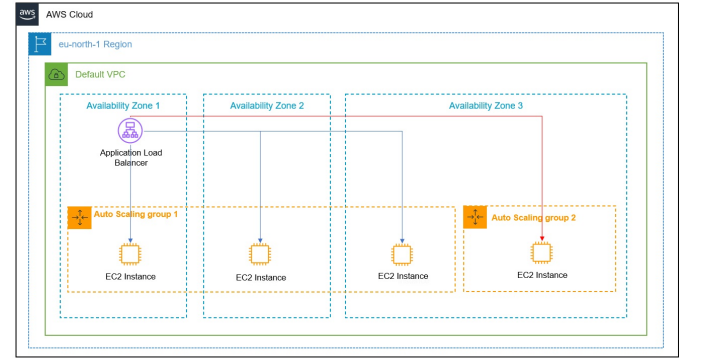 aws
AWS Cloud
eu-north-1 Region
Default VPC
Availability Zone 1
Availability Zone 2
Availability Zone 3
Application Load
Balancer
Auto Scaling group 1
Auto Scaling group 2
EC2 Instance
EC2 Instance
EC2 Instance
EC2 Instance